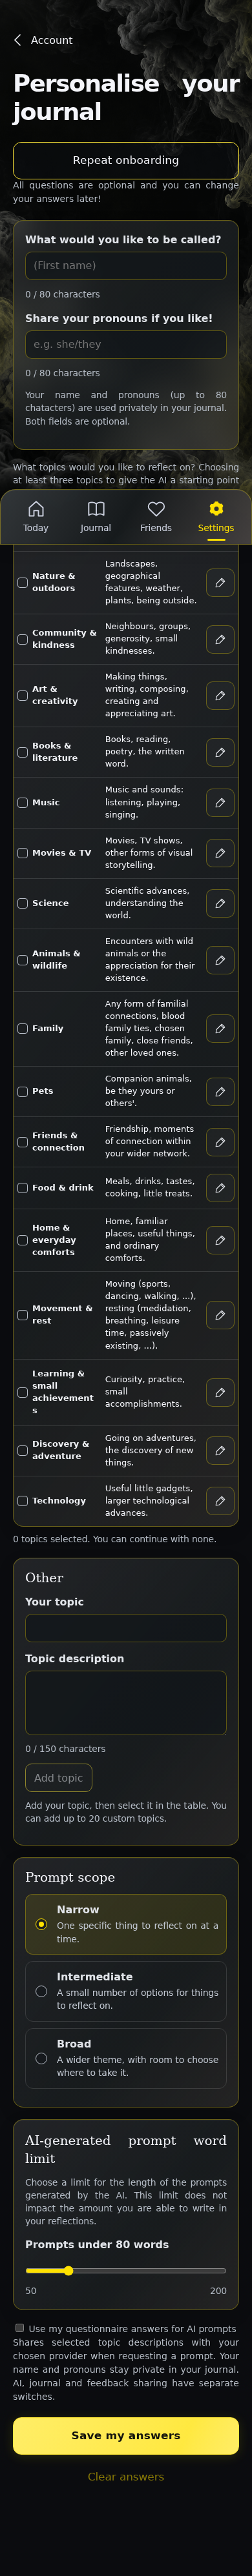 Account
Personalise your
journal
Repeat onboarding
All questions are optional and you can change
your answers later!
What would you like to be called?
(First name)
0 / 80 characters
Share your pronouns if you like!
e.g. she/they
0 / 80 characters
Your name and pronouns (up to 80
chatacters) are used privately in your journal.
Both fields are optional.
What topics would you like to reflect on? Choosing
at least three topics to give the AI a starting point
Today
Journal
Friends
Settings
Nature &
outdoors
Landscapes,
geographical
features, weather,
plants, being outside.
Community &
kindness
Neighbours, groups,
generosity, small
kindnesses.
Art &
creativity
Making things,
writing, composing,
creating and
appreciating art.
Books &
literature
Books, reading,
poetry, the written
word.
Music
Music and sounds:
listening, playing,
singing.
Movies & TV
Movies, TV shows,
other forms of visual
storytelling.
Science
Scientific advances,
understanding the
world.
Animals &
wildlife
Encounters with wild
animals or the
appreciation for their
existence.
Family
Any form of familial
connections, blood
family ties, chosen
family, close friends,
other loved ones.
Pets
Companion animals,
be they yours or
others'.
Friends &
connection
Friendship, moments
of connection within
your wider network.
Food & drink
Meals, drinks, tastes,
cooking, little treats.
Home &
everyday
comforts
Home, familiar
places, useful things,
and ordinary
comforts.
Movement &
rest
Moving (sports,
dancing, walking, ...),
resting (medidation,
breathing, leisure
time, passively
existing, ...).
Learning &
small
achievement
s
Curiosity, practice,
small
accomplishments.
Discovery &
adventure
Going on adventures,
the discovery of new
things.
Technology
Useful little gadgets,
larger technological
advances.
0 topics selected. You can continue with none.
Other
Your topic
Topic description
0 / 150 characters
Add topic
Add your topic, then select it in the table. You
can add up to 20 custom topics.
Prompt scope
Narrow
One specific thing to reflect on at a
time.
Intermediate
A small number of options for things
to reflect on.
Broad
A wider theme, with room to choose
where to take it.
AI-generated prompt word
limit
Choose a limit for the length of the prompts
generated by the AI. This limit does not
impact the amount you are able to write in
your reflections.
Prompts under 80 words
50
200
Use my questionnaire answers for AI prompts
Shares selected topic descriptions with your
chosen provider when requesting a prompt. Your
name and pronouns stay private in your journal.
AI, journal and feedback sharing have separate
switches.
Save my answers
Clear answers